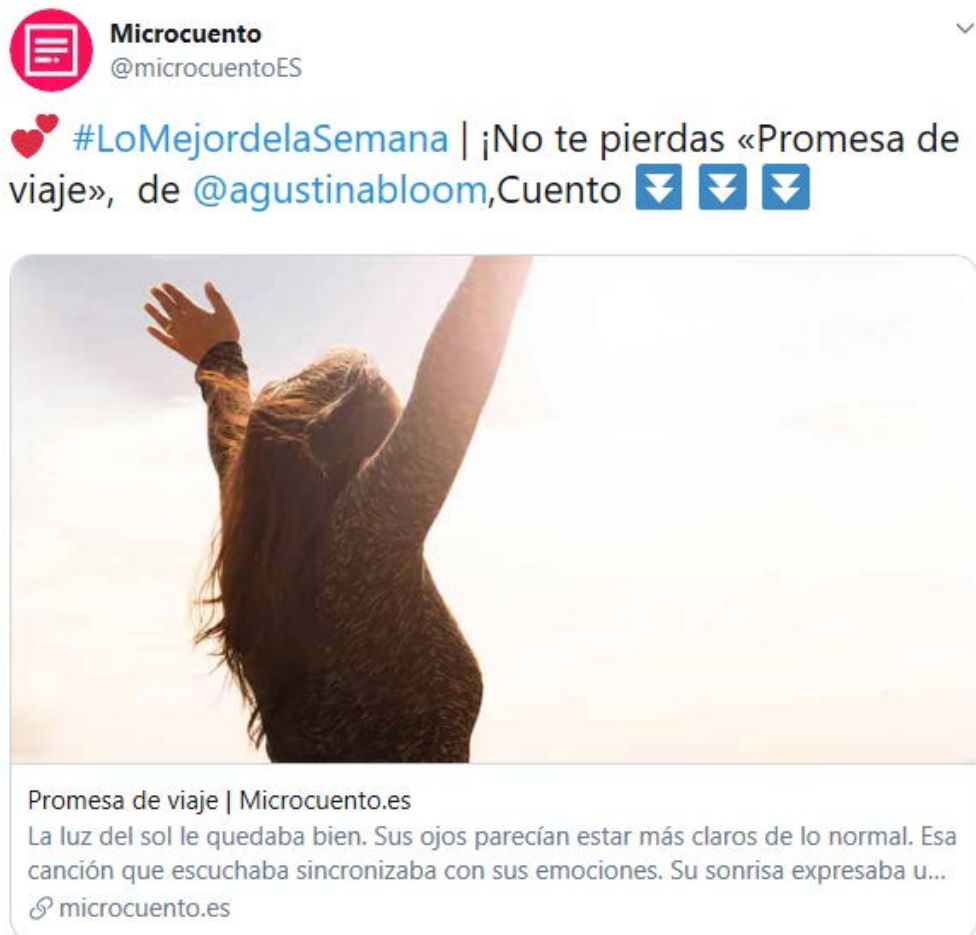 Microcuento
@microcuentoES
#LoMejordelaSemana | ¡No te pierdas «Promesa de
viaje», de @agustinabloom,Cuento
Promesa de viaje | Microcuento.es
La luz del sol le quedaba bien. Sus ojos parecían estar más claros de lo normal. Esa
canción que escuchaba sincronizaba con sus emociones. Su sonrisa expresaba u...
microcuento.es